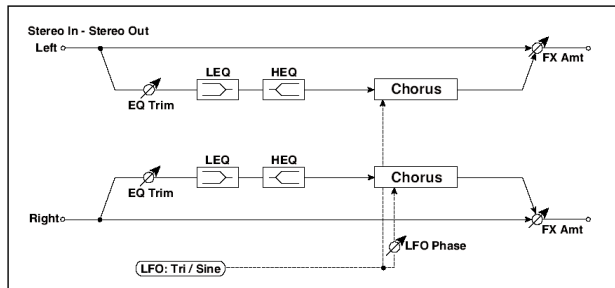 Stereo In - Stereo Out
Left
FX Amt
EQ Trim
LEQ
HEQ
Chorus
EQ Trim
LEQ
HEQ
Chorus
Right
FX Amt
LFO Phase
LFO: Tri / Sine